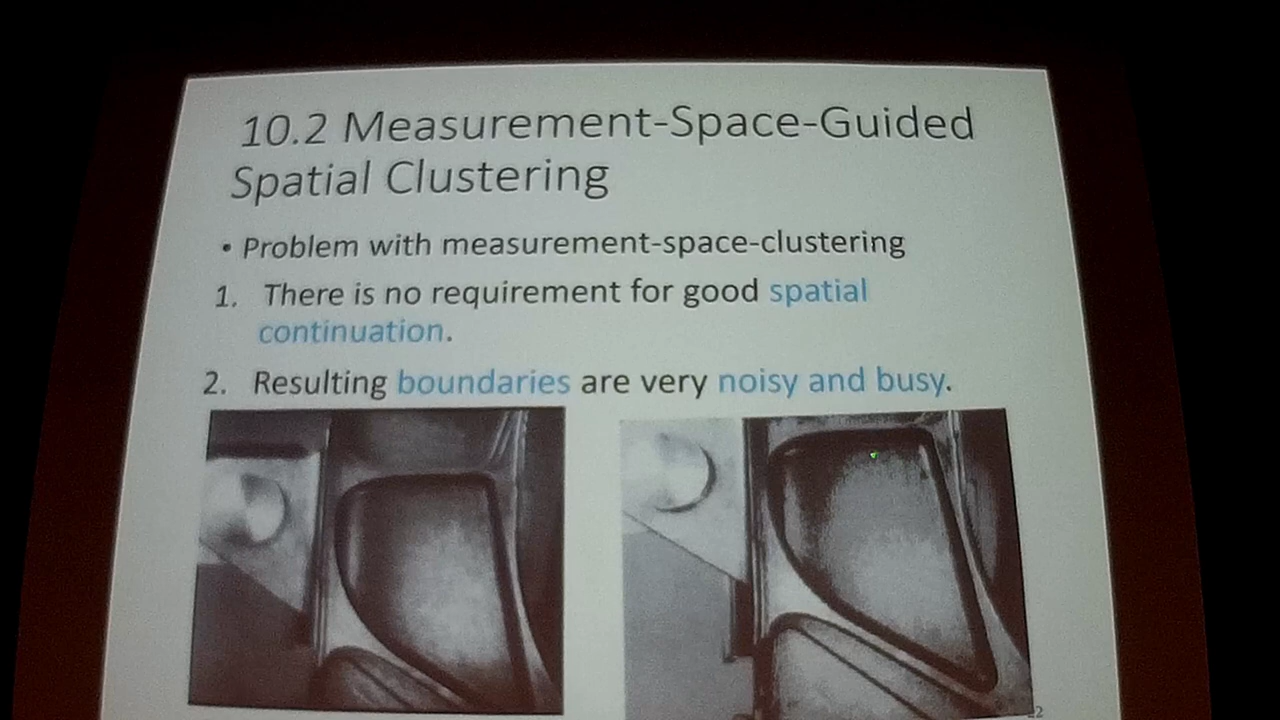 10.2 Measurement-Space-Guided
Spatial Clustering
• Problem with measurement-space-clustering
1. There is no requirement for good spatial
continuation.
2. Resulting boundaries are very noisy and busy.